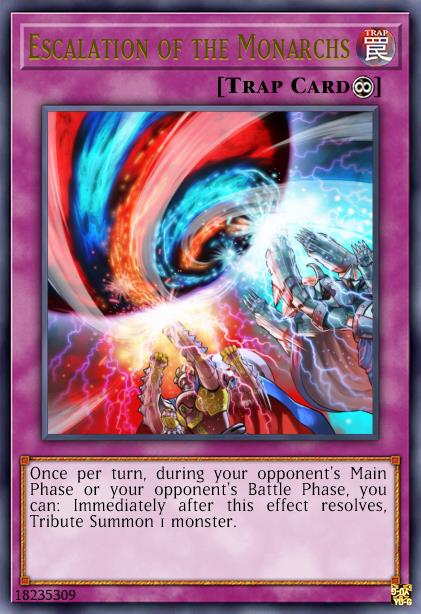 Escalation of the Monarchs
TRAP
罠
[Trap Card]
Once per turn, during your opponent's Main
Phase or your opponent's Battle Phase, you
can: Immediately after this effect resolves,
Tribute Summon 1 monster.
18235309